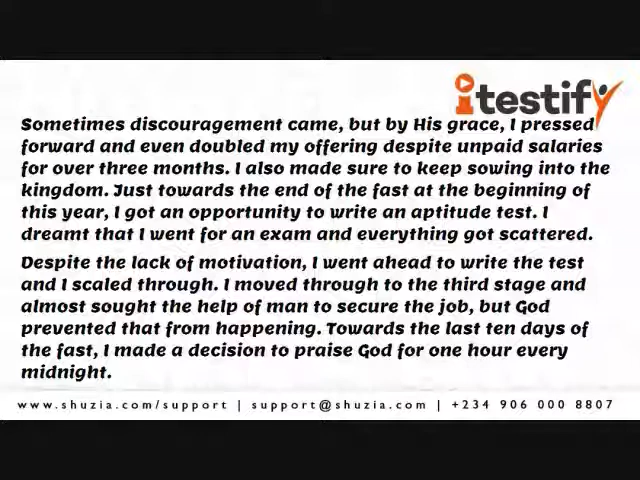 itestify
Sometimes discouragement came, but by His grace, I pressed
forward and even doubled my offering despite unpaid salaries
for over three months. I also made sure to keep sowing into the
kingdom. Just towards the end of the fast at the beginning of
this year, I got an opportunity to write an aptitude test. I
dreamt that I went for an exam and everything got scattered.
Despite the lack of motivation, I went ahead to write the test
and I scaled through. I moved through to the third stage and
almost sought the help of man to secure the job, but God
prevented that from happening. Towards the last ten days of
the fast, I made a decision to praise God for one hour every
midnight.
www.shuzia.com/support | support@shuzia.com | +234 906 000 8807